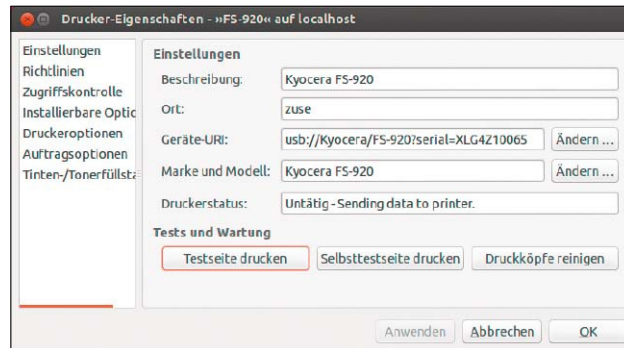 Drucker-Eigenschaften - »FS-920« auf localhost
Einstellungen
Richtlinien
Zugriffskontrolle
Installierbare Optic
Druckeroptionen
Auftragsoptionen
Tinten-/Tonerfüllsta
Einstellungen
Beschreibung: Kyocera FS-920
Ort: zuse
Geräte-URI: usb://Kyocera/FS-920?serial=XLG4Z10065 Ändern ...
Marke und Modell: Kyocera FS-920 Ändern ...
Druckerstatus: Untätig - Sending data to printer.
Tests und Wartung
Testseite drucken Selbsttestseite drucken Druckköpfe reinigen
Anwenden Abbrechen OK